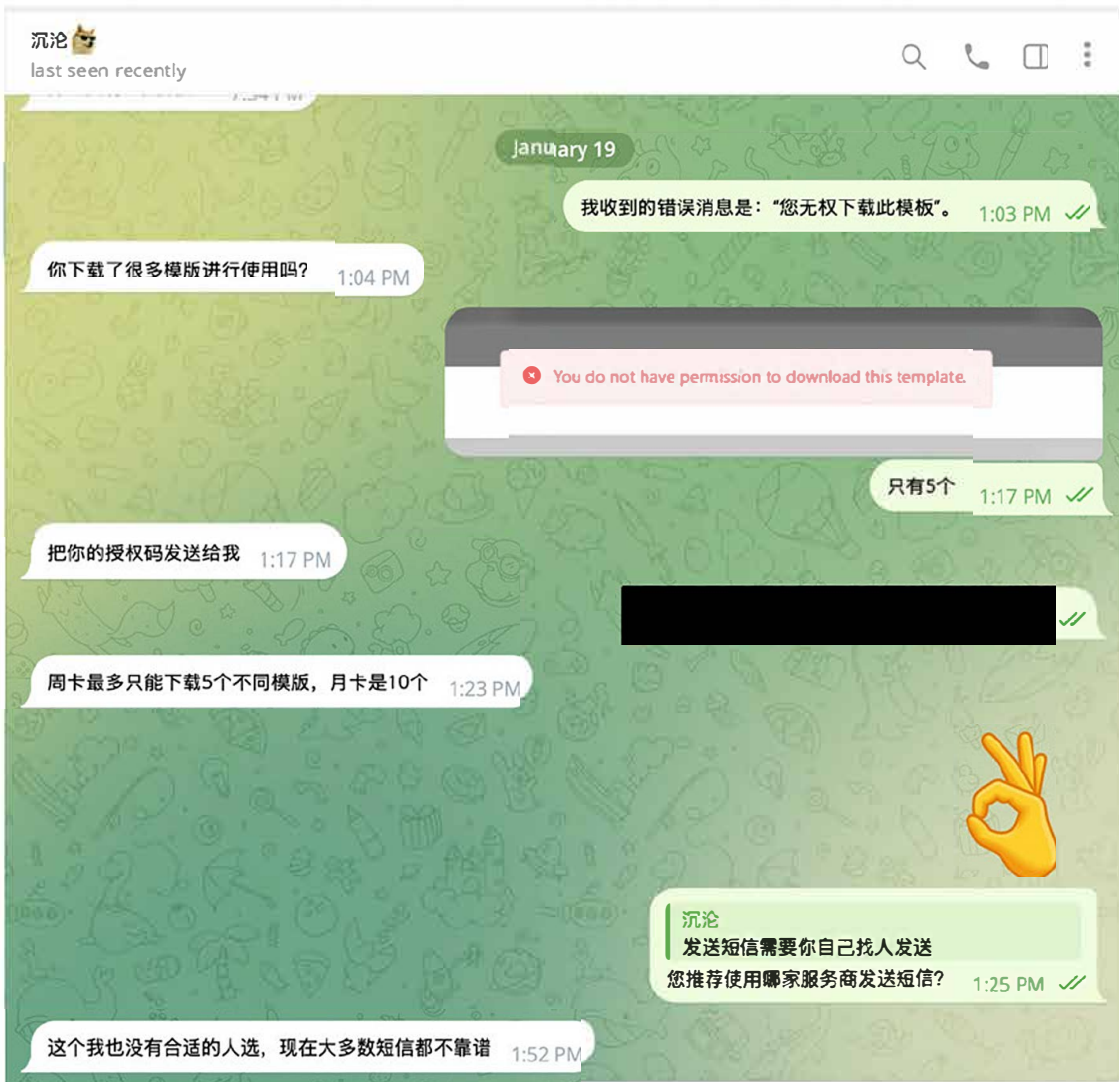 沉沦
last seen recently
January 19
我收到的错误消息是：“您无权下载此模板”。 1:03 PM
你下载了很多模版进行使用吗？ 1:04 PM
You do not have permission to download this template.
只有5个 1:17 PM
把你的授权码发送给我 1:17 PM
周卡最多只能下载5个不同模版，月卡是10个 1:23 PM
沉沦
发送短信需要你自己找人发送
您推荐使用哪家服务商发送短信？ 1:25 PM
这个我也没有合适的人选，现在大多数短信都不靠谱 1:52 PM